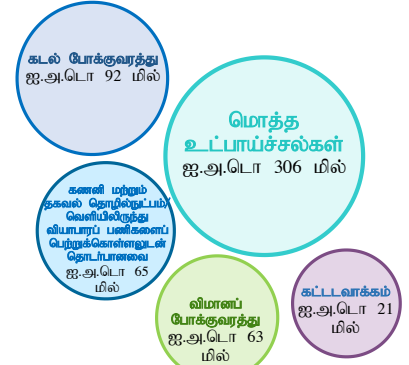 கடல் போக்குவரத்து
ஐ.அ.டொ 92 மில்
மொத்த
உட்பாய்ச்சல்கள்
ஐ.அ.டொ 306 மில்
கணனி மற்றும்
தகவல் தொழில்நுட்பம்/
வெளியிலிருந்து
வியாபாரப் பணிகளைப்
பெற்றுக்கொள்ளலுடன்
தொடர்பானவை
ஐ.அ.டொ 65
மில்
விமானப்
போக்குவரத்து
ஐ.அ.டொ 63
மில்
கட்டடவாக்கம்
ஐ.அ.டொ 21
மில்